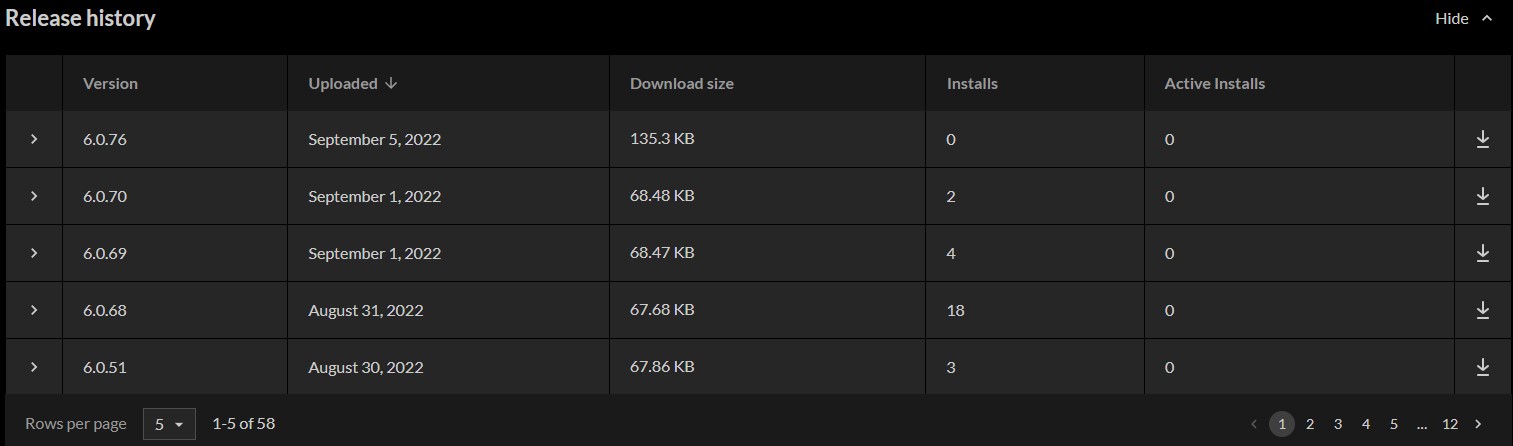 Release history Hide
Version Uploaded Download size Installs Active Installs
6.0.76 September 5, 2022 135.3 KB 0 0
6.0.70 September 1, 2022 68.48 KB 2 0
6.0.69 September 1, 2022 68.47 KB 4 0
6.0.68 August 31, 2022 67.68 KB 18 0
6.0.51 August 30, 2022 67.86 KB 3 0
Rows per page 5 1-5 of 58 1 2 3 4 5 ... 12